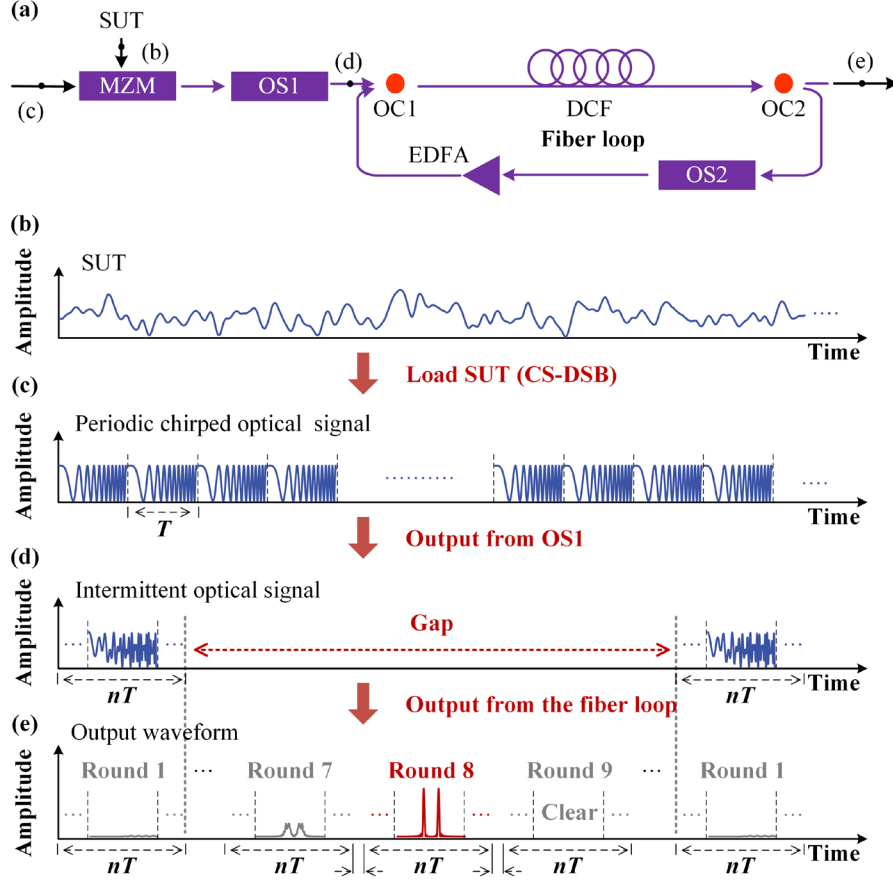 (a)
SUT
(b)
MZM
OS1
(d)
(e)
(c)
OC1
DCF
OC2
Fiber loop
EDFA
OS2
(b)
Amplitude
SUT
....
Time
Load SUT (CS-DSB)
(c)
Amplitude
Periodic chirped optical signal
..........
....
T
Time
Output from OS1
(d)
Amplitude
Intermittent optical signal
Gap
... ... ... ...
nT
nT
Time
Output from the fiber loop
(e)
Amplitude
Output waveform
Round 1 ... Round 7 Round 8 Round 9 ... Round 1
... ... ... ... ... ... ... Clear ... ... ...
nT nT nT nT nT
Time